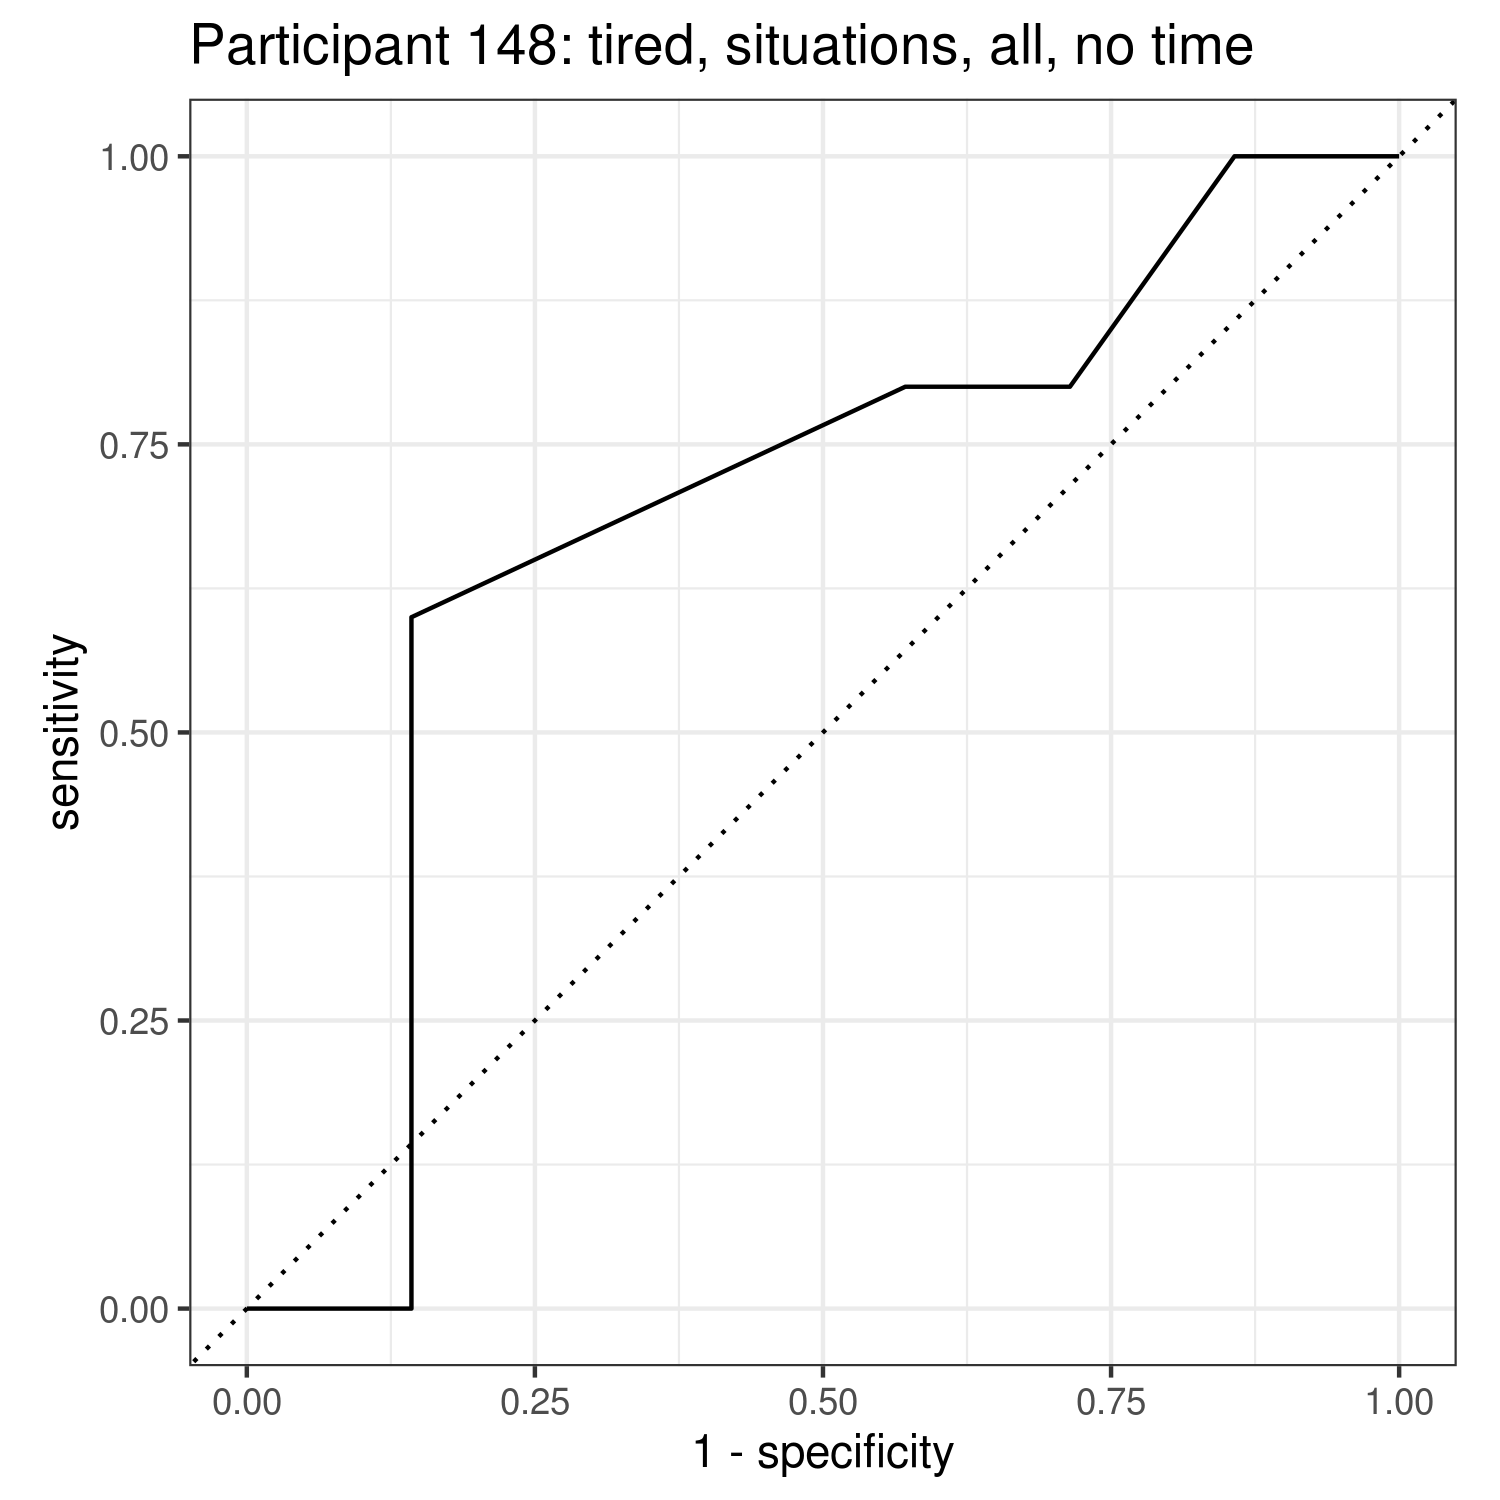 Participant 148: tired, situations, all, no time
1.00
0.75
0.50
0.25
0.00
sensitivity
0.00 0.25 0.50 0.75 1.00
1 - specificity